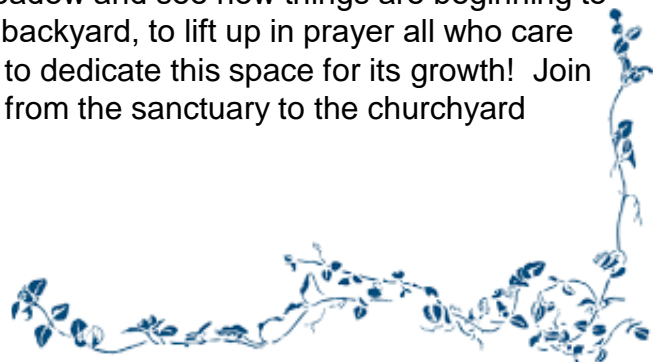 and see how things are beginning to
backyard, to lift up in prayer all who care
to dedicate this space for its growth!  Join
from the sanctuary to the churchyard